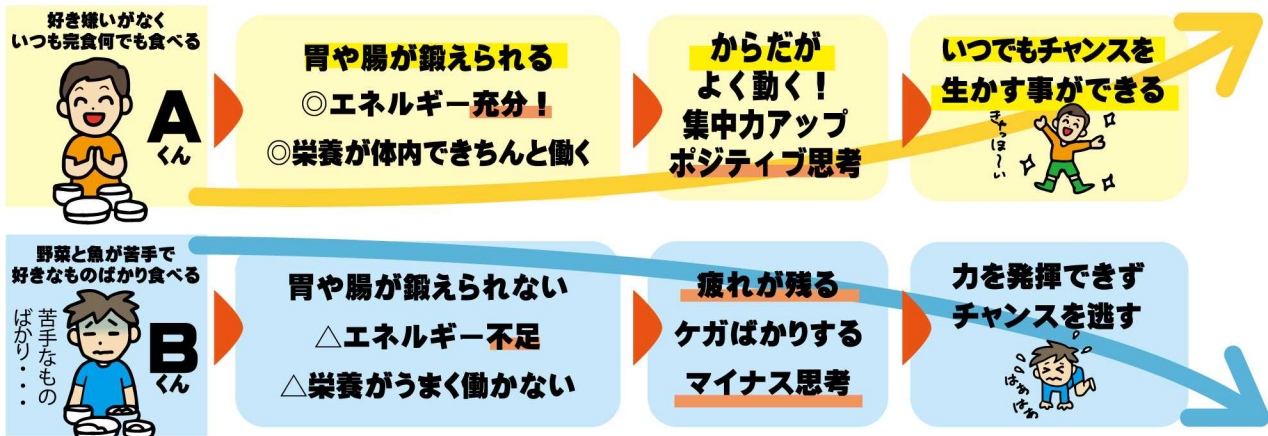 好き嫌いがなく
いつも完食何でも食べる
Aくん
胃や腸が鍛えられる
◎エネルギー充分!
◎栄養が体内できちんと働く
からだが
よく動く!
集中力アップ
ポジティブ思考
いつでもチャンスを
生かす事ができる
きゃっほ〜い
野菜と魚が苦手で
好きなものばかり食べる
苦手なもの
ばかり・・・・
Bくん
胃や腸が鍛えられない
△エネルギー不足
△栄養がうまく働かない
疲れが残る
ケガばかりする
マイナス思考
力を発揮できず
チャンスを逃す
はぁ
はぁ